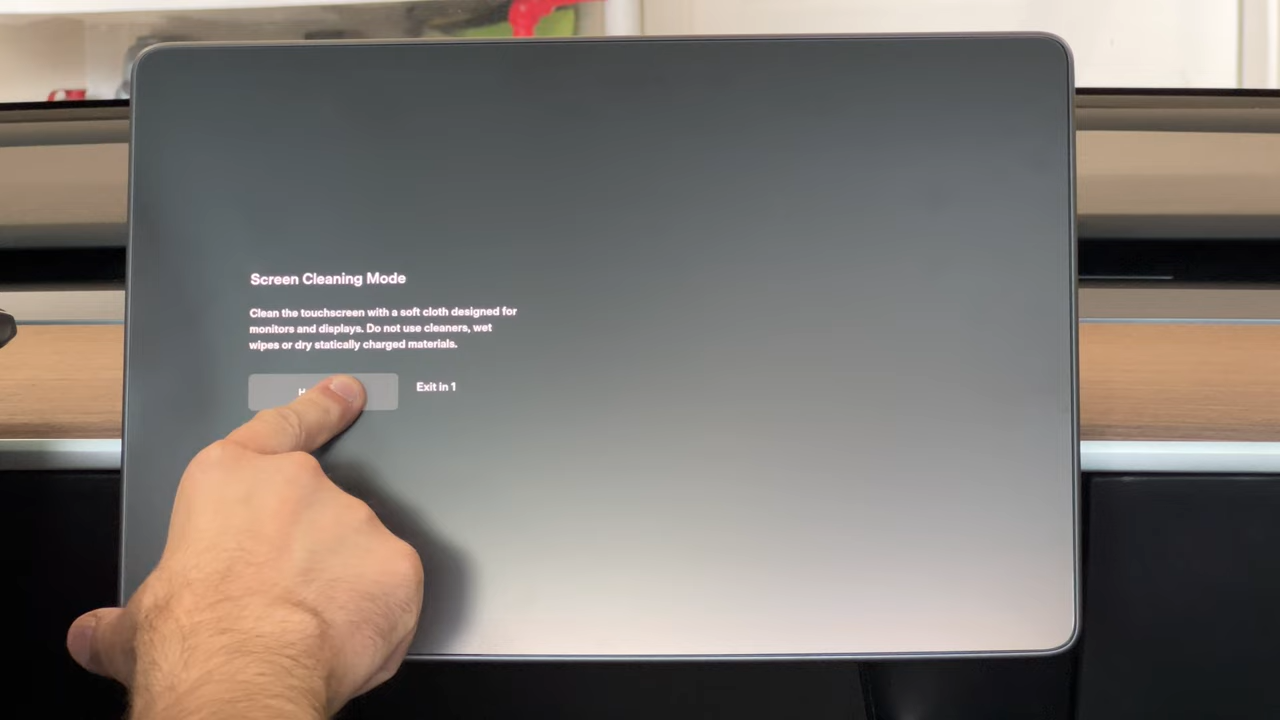 Screen Cleaning Mode
Clean the touchscreen with a soft cloth designed for
monitors and displays. Do not use cleaners, wet
wipes or dry statically charged materials.
Exit in 1